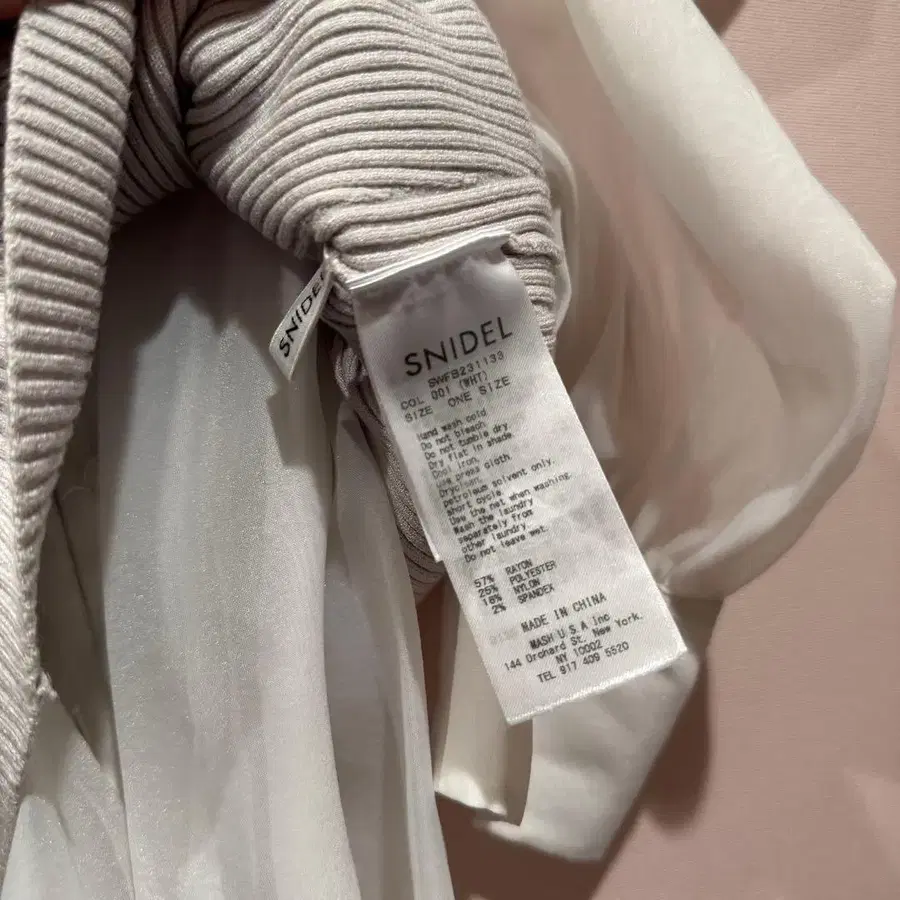 SNIDEL
SNIDEL
SWFB231133
COL 001 (WHT)
SIZE ONE SIZE
Hand wash cold
Do not bleach.
Do not tumble dry
Dry flat in shade.
Cool iron.
use press cloth
Dryclean.
petroleum solvent only.
short cycle.
Use the net when washing.
Wash the laundry
separately from
other laundry.
Do not leave wet.
57% RAYON
25% POLYESTER
16% NYLON
2% SPANDEX
MADE IN CHINA
MASH U.S.A Inc
144 Orchard St. New York.
NY 10002
TEL 917 409 5520